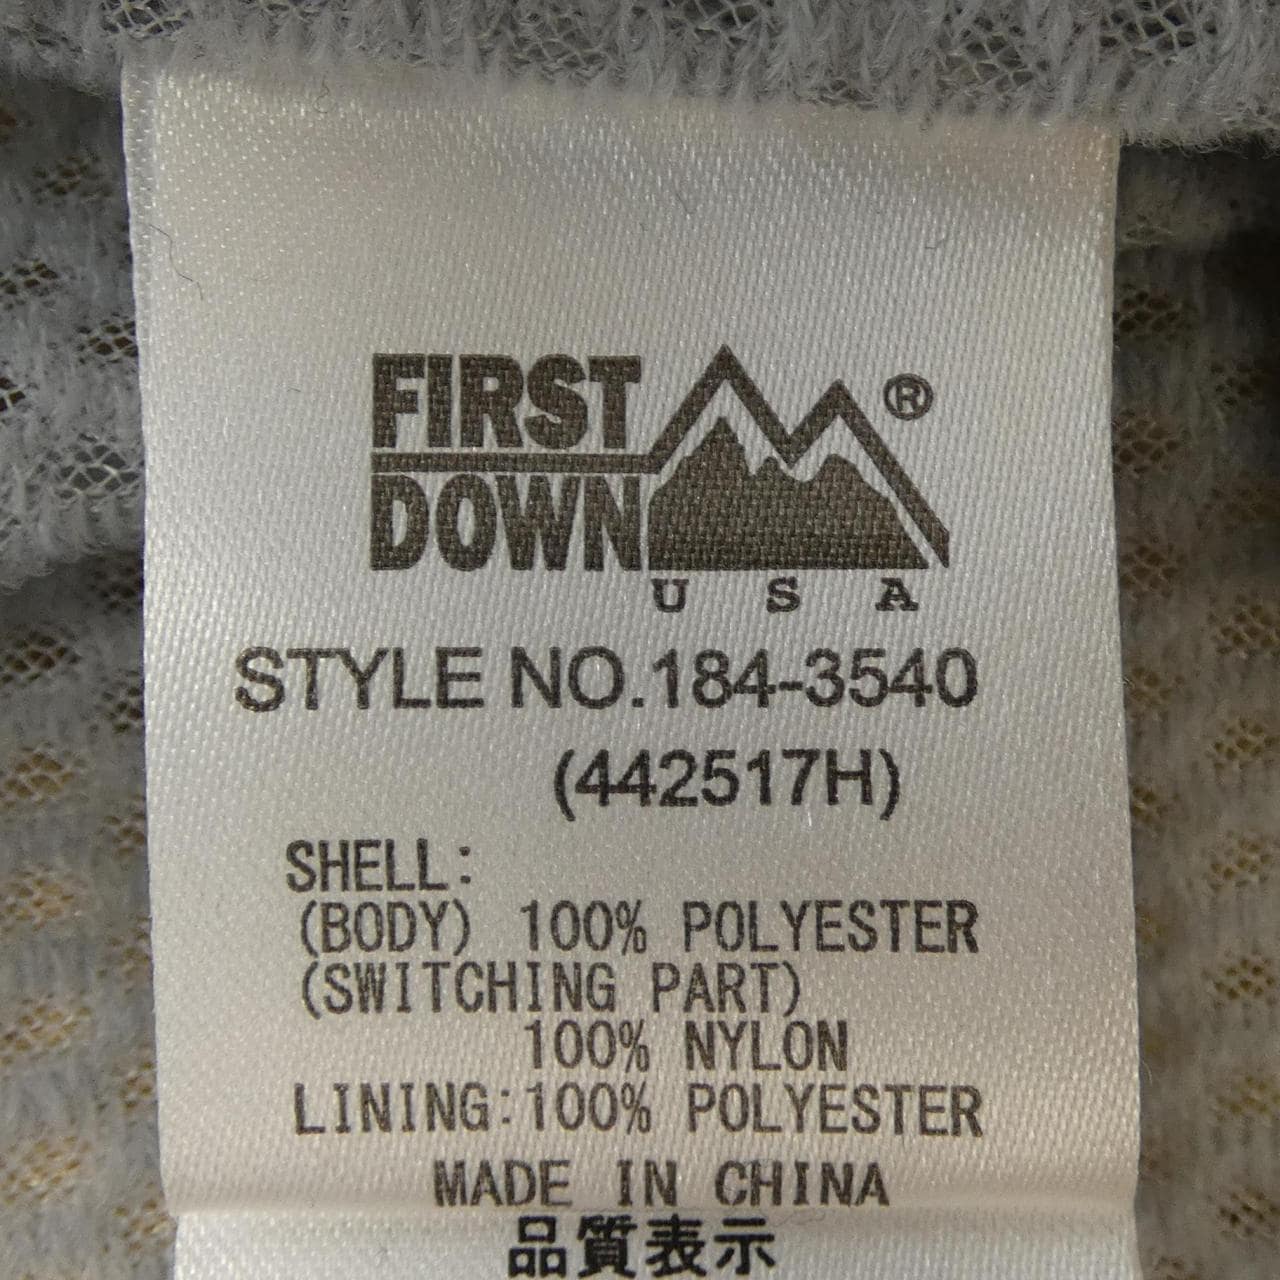 FIRST
DOWN®
USA
STYLE NO.184-3540
(442517H)
SHELL:
(BODY) 100% POLYESTER
(SWITCHING PART)
100% NYLON
LINING:100% POLYESTER
MADE IN CHINA
品質表示